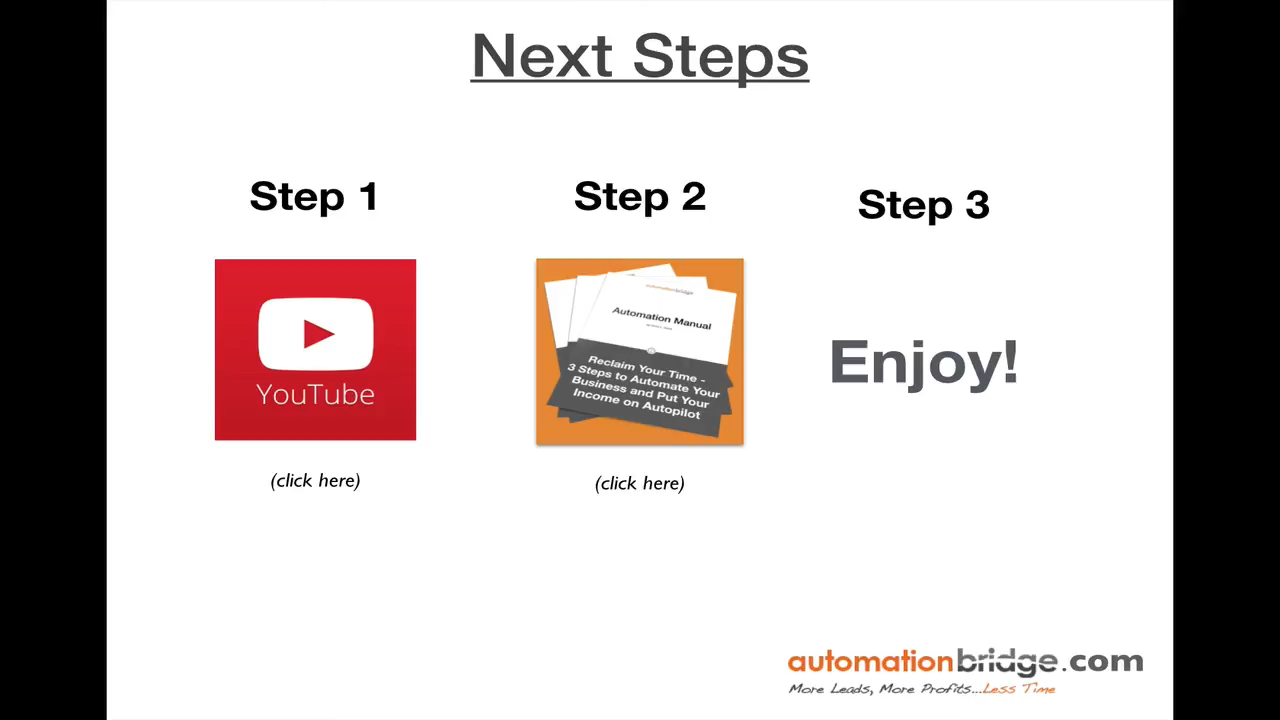 Next Steps
Step 1
YouTube
(click here)
Step 2
automationbridge
Automation Manual
Reclaim Your Time -
3 Steps to Automate Your
Business and Put Your
Income on Autopilot
(click here)
Step 3
Enjoy!
automationbridge.com
More Leads, More Profits...Less Time